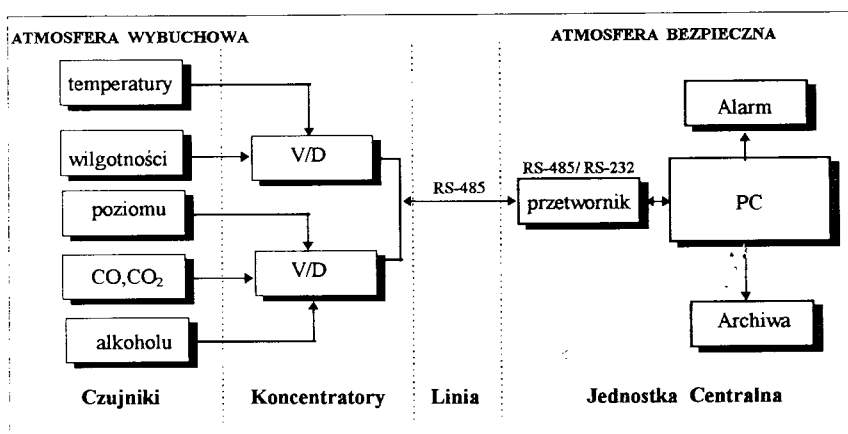 ATMOSFERA WYBUCHOWA
ATMOSFERA BEZPIECZNA
temperatury
wilgotności
poziomu
CO,CO₂
alkoholu
V/D
V/D
RS-485
RS-485/ RS-232
przetwornik
Alarm
PC
Archiwa
Czujniki
Koncentratory
Linia
Jednostka Centralna